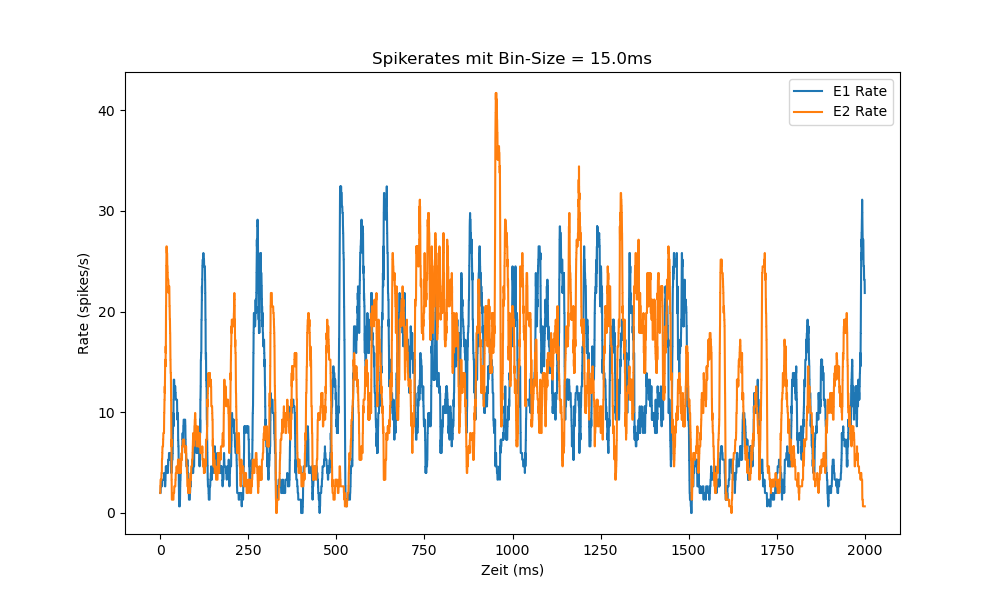 Spikerates mit Bin-Size = 15.0ms
E1 Rate
E2 Rate
Rate (spikes/s)
40
30
20
10
0
0 250 500 750 1000 1250 1500 1750 2000
Zeit (ms)